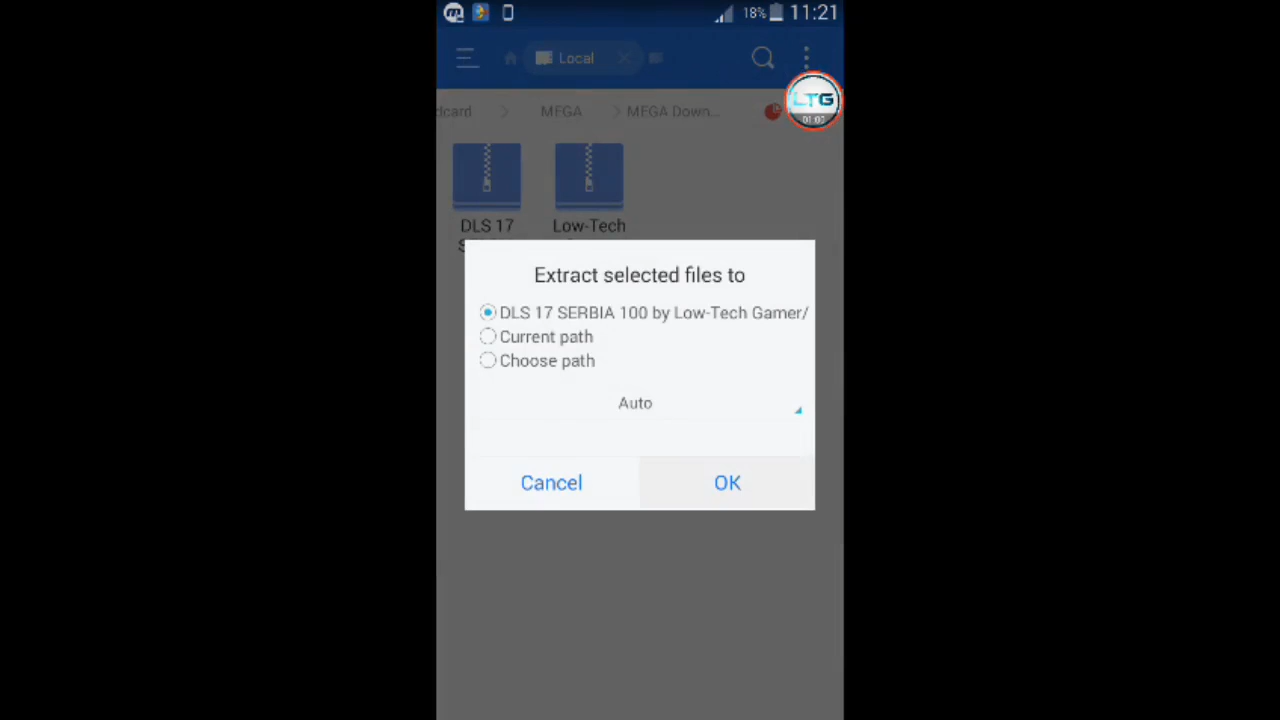 18% 11:21
Local
dcard MEGA MEGA Down...
LTG
DLS 17 Low-Tech
Extract selected files to
DLS 17 SERBIA 100 by Low-Tech Gamer/
Current path
Choose path
Auto
Cancel OK